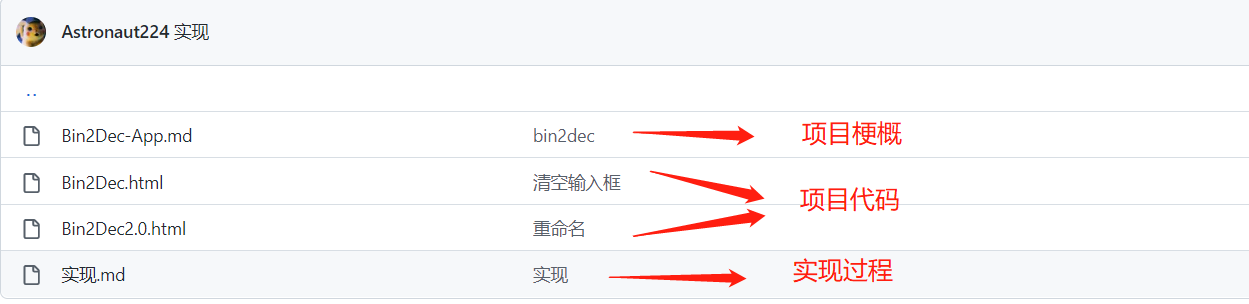 Astronaut224 实现
..
Bin2Dec-App.md bin2dec 项目梗概
Bin2Dec.html 清空输入框
项目代码
Bin2Dec2.0.html 重命名
实现.md 实现 实现过程